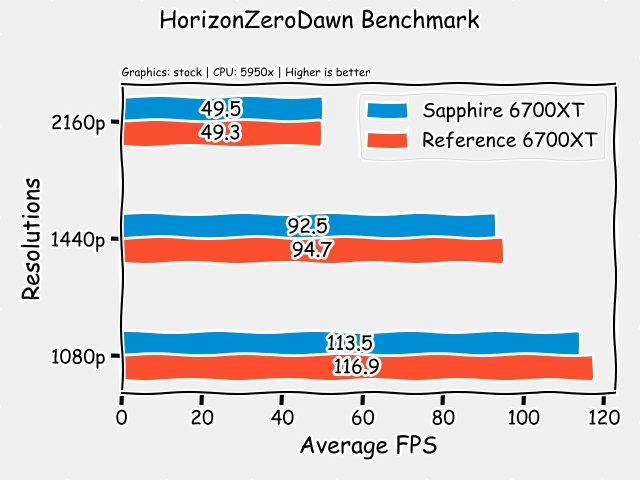 HorizonZeroDawn Benchmark
Graphics: stock | CPU: 5950x | Higher is better
Sapphire 6700XT
Reference 6700XT
2160p
49.5
49.3
1440p
92.5
94.7
1080p
113.5
116.9
Resolutions
0 20 40 60 80 100 120
Average FPS